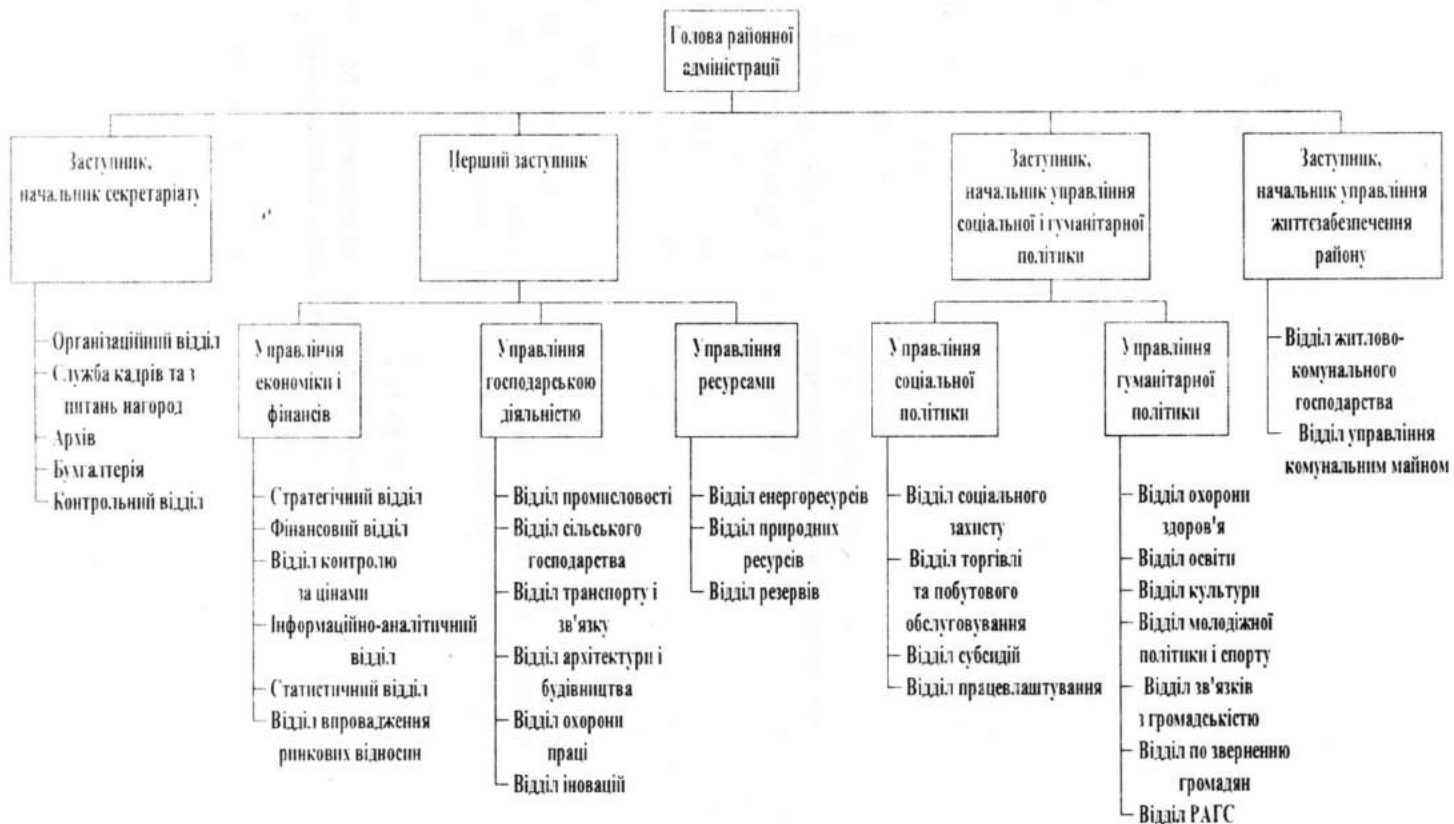 Голова районної
адміністрації
Заступник,
начальник секретаріату
Перший заступник
Заступник,
начальник управління
соціальної і гуманітарної
політики
Заступник,
начальник управління
життєзабезпечення
району
Організаційний відділ
Служба кадрів та з
питань нагород
Архів
Бухгалтерія
Контрольний відділ
Управління
економіки і
фінансів
Управління
господарською
діяльністю
Управління
ресурсами
Управління
соціальної
політики
Управління
гуманітарної
політики
Відділ житлово-
комунального
господарства
Відділ управління
комунальним майном
Стратегічний відділ
Фінансовий відділ
Відділ контролю
за цінами
Інформаційно-аналітичний
відділ
Статистичний відділ
Відділ впровадження
ринкових відносин
Відділ промисловості
Відділ сільського
господарства
Відділ транспорту і
зв'язку
Відділ архітектури і
будівництва
Відділ охорони
праці
Відділ іновацій
Відділ енергоресурсів
Відділ природних
ресурсів
Відділ резервів
Відділ соціального
захисту
Відділ торгівлі
та побутового
обслуговування
Відділ субсидій
Відділ працевлаштування
Відділ охорони
здоров'я
Відділ освіти
Відділ культури
Відділ молодіжної
політики і спорту
Відділ зв'язків
з громадськістю
Відділ по зверненню
громадян
Відділ РАГС